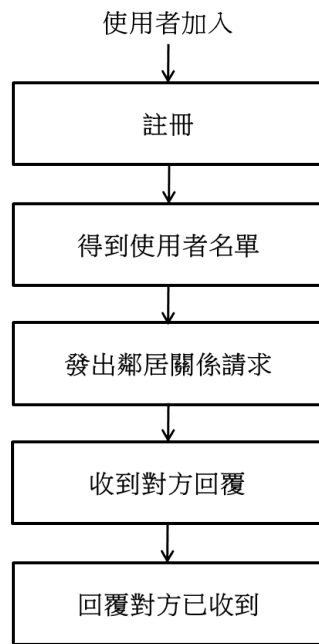 使用者加入
註冊
得到使用者名單
發出鄰居關係請求
收到對方回覆
回覆對方已收到